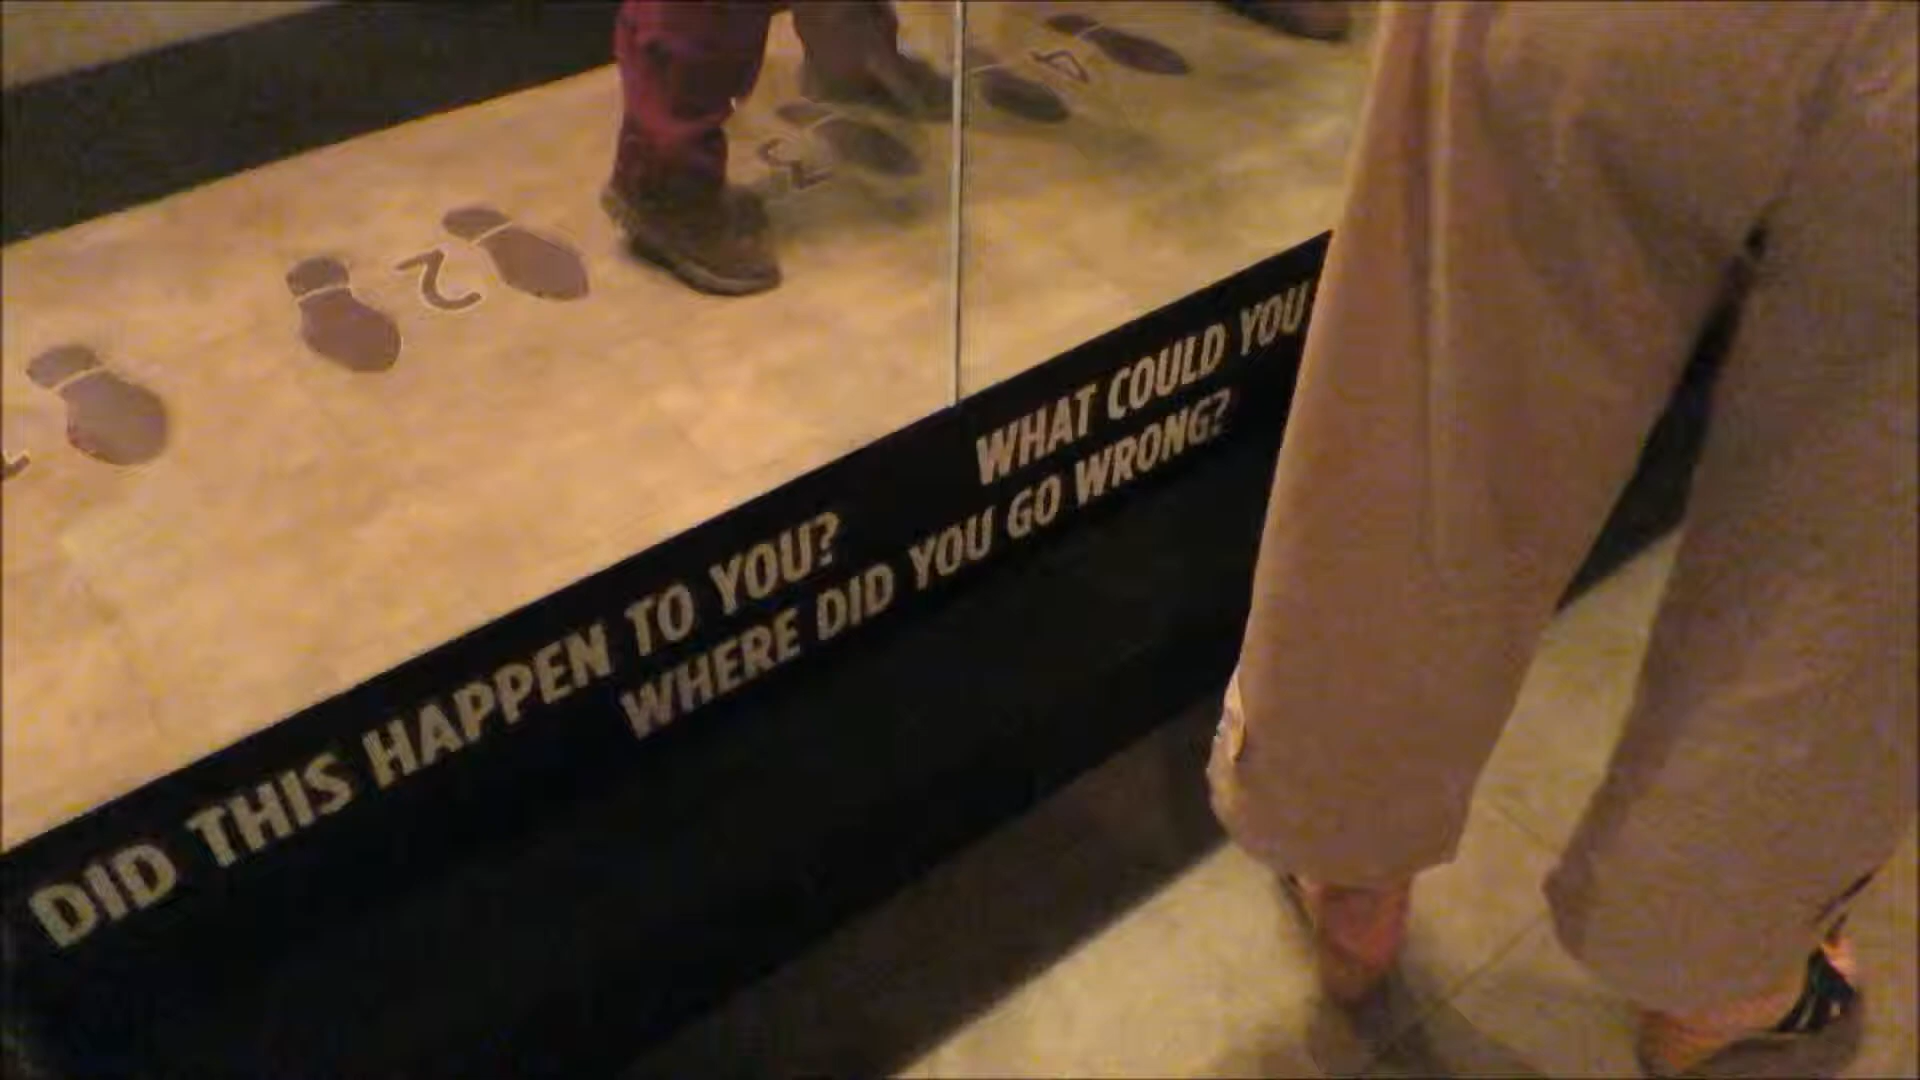 DID THIS HAPPEN TO YOU?
WHAT COULD YOU
WHERE DID YOU GO WRONG?
2
3
4